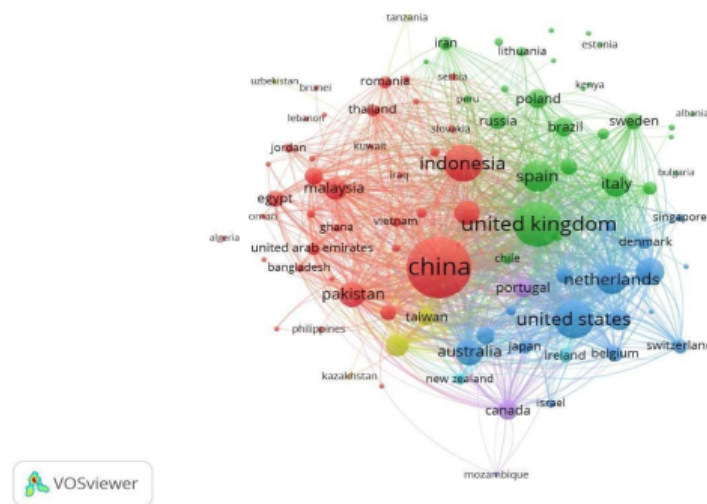 tanzania
iran
lithuania
estonia
romania
serbia
uzbekistan
brunei
kenya
thailand
peru
poland
lebanon
slovakia
russia
brazil
sweden
albania
jordan
kuwait
indonesia
iraq
spain
bulgaria
malaysia
italy
egypt
oman
ghana
vietnam
united kingdom
singapore
algeria
united arab emirates
denmark
bangladesh
china
chile
netherlands
pakistan
portugal
philippines
taiwan
united states
australia
japan
ireland
belgium
switzerland
kazakhstan
new zealand
canada
israel
mozambique
VOSviewer